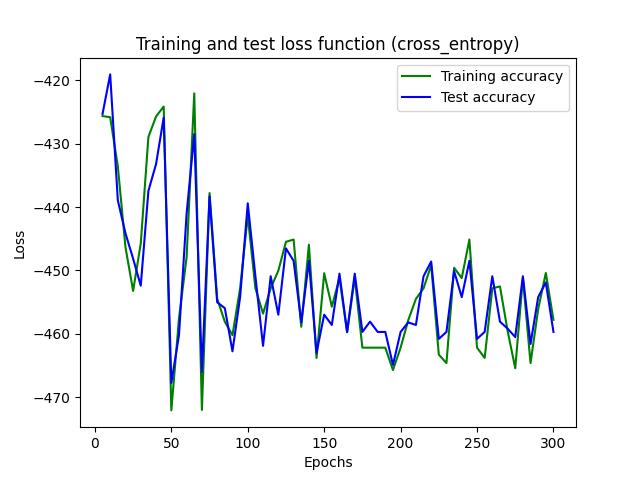 Training and test loss function (cross_entropy)
Training accuracy
Test accuracy
Loss
−420
−430
−440
−450
−460
−470
0 50 100 150 200 250 300
Epochs